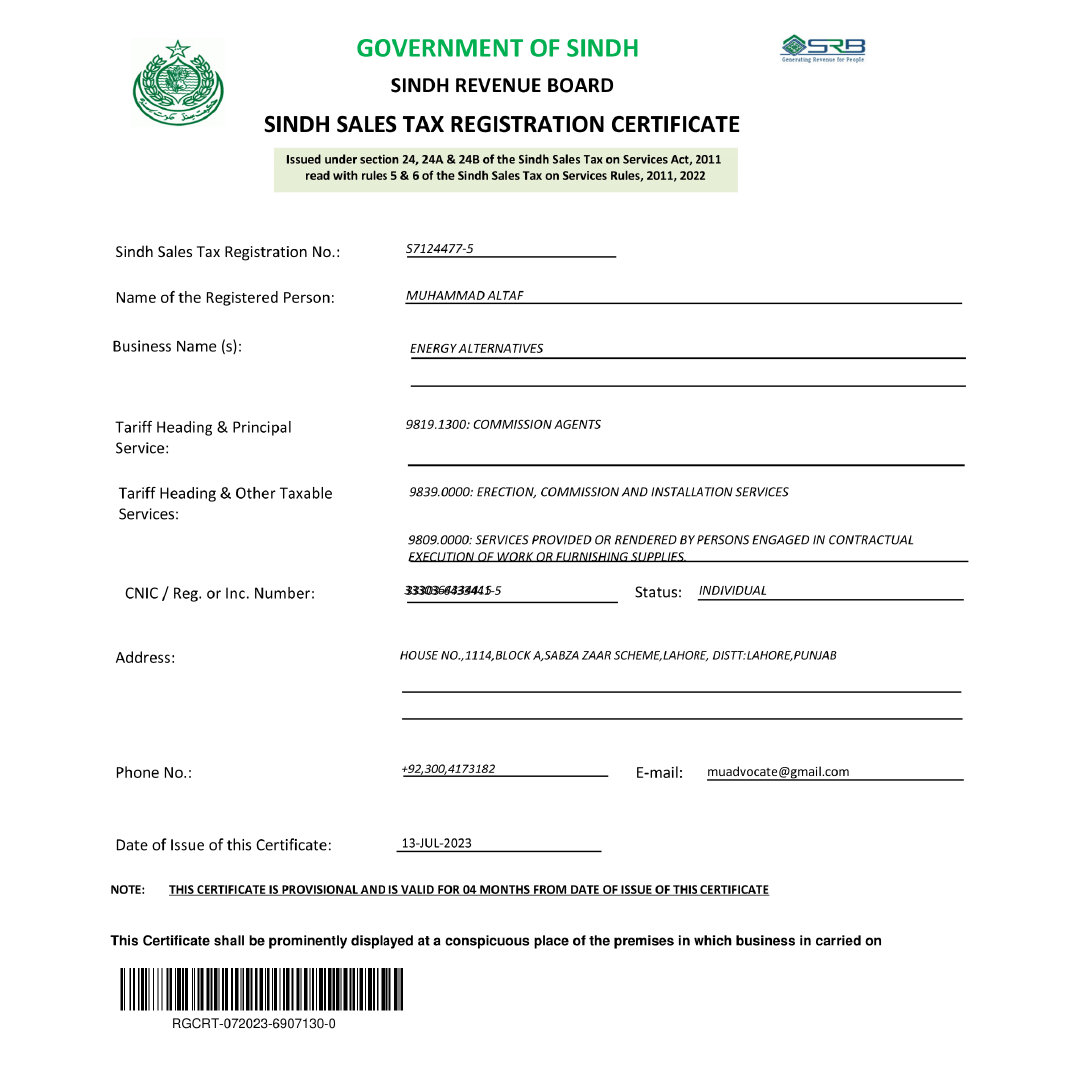 GOVERNMENT OF SINDH
SRB
Generating Revenue for People
SINDH REVENUE BOARD
SINDH SALES TAX REGISTRATION CERTIFICATE
Issued under section 24, 24A & 24B of the Sindh Sales Tax on Services Act, 2011
read with rules 5 & 6 of the Sindh Sales Tax on Services Rules, 2011, 2022
Sindh Sales Tax Registration No.: S7124477-5
Name of the Registered Person: MUHAMMAD ALTAF
Business Name (s): ENERGY ALTERNATIVES
Tariff Heading & Principal 9819.1300: COMMISSION AGENTS
Service:
Tariff Heading & Other Taxable 9839.0000: ERECTION, COMMISSION AND INSTALLATION SERVICES
Services:
9809.0000: SERVICES PROVIDED OR RENDERED BY PERSONS ENGAGED IN CONTRACTUAL
EXECUTION OF WORK OR FURNISHING SUPPLIES.
CNIC / Reg. or Inc. Number: Status: INDIVIDUAL
Address: HOUSE NO.,1114,BLOCK A,SABZA ZAAR SCHEME,LAHORE, DISTT:LAHORE,PUNJAB
Phone No.: +92,300,4173182 E-mail: muadvocate@gmail.com
Date of Issue of this Certificate: 13-JUL-2023
NOTE: THIS CERTIFICATE IS PROVISIONAL AND IS VALID FOR 04 MONTHS FROM DATE OF ISSUE OF THIS CERTIFICATE
This Certificate shall be prominently displayed at a conspicuous place of the premises in which business in carried on
RGCRT-072023-6907130-0